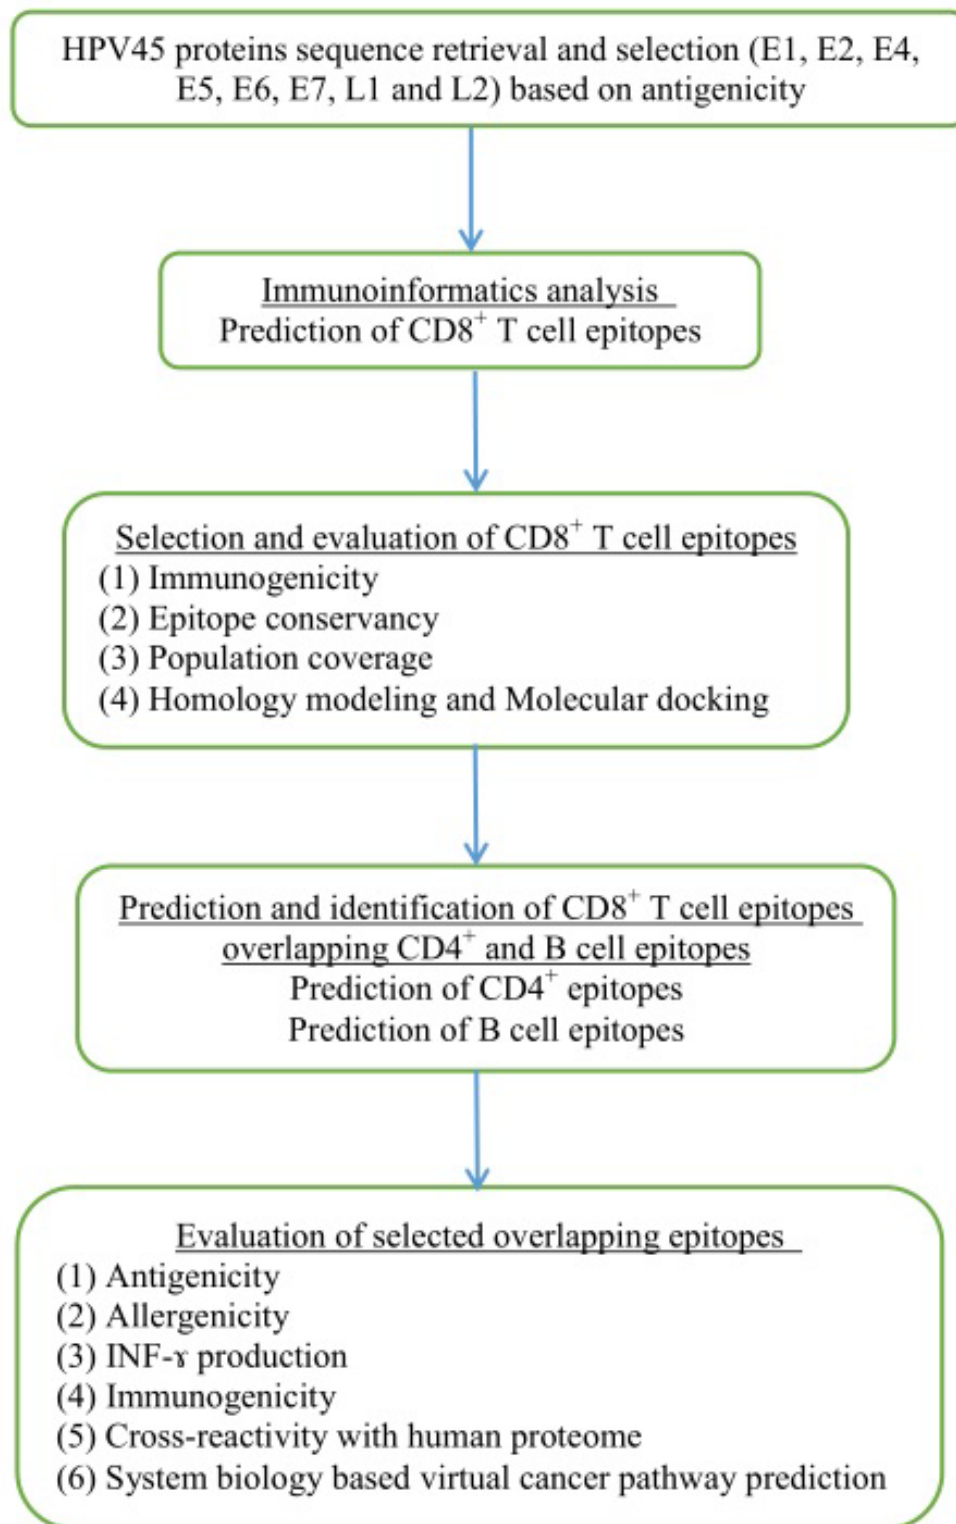 HPV45 proteins sequence retrieval and selection (E1, E2, E4,
E5, E6, E7, L1 and L2) based on antigenicity
Immunoinformatics analysis
Prediction of CD8⁺ T cell epitopes
Selection and evaluation of CD8⁺ T cell epitopes
(1) Immunogenicity
(2) Epitope conservancy
(3) Population coverage
(4) Homology modeling and Molecular docking
Prediction and identification of CD8⁺ T cell epitopes
overlapping CD4⁺ and B cell epitopes
Prediction of CD4⁺ epitopes
Prediction of B cell epitopes
Evaluation of selected overlapping epitopes
(1) Antigenicity
(2) Allergenicity
(3) INF-ɤ production
(4) Immunogenicity
(5) Cross-reactivity with human proteome
(6) System biology based virtual cancer pathway prediction